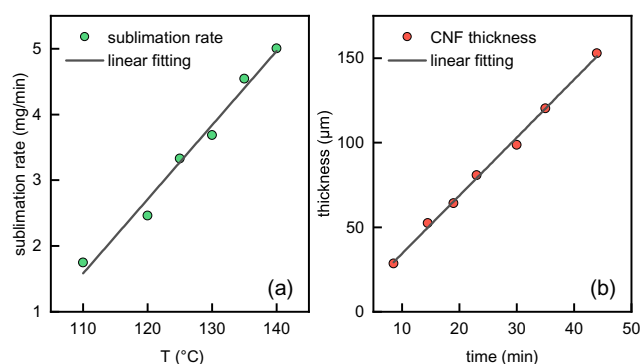 sublimation rate
linear fitting
5
4
3
2
1
sublimation rate (mg/min)
110 120 130 140
T (°C)
(a)
CNF thickness
linear fitting
150
100
50
0
thickness (µm)
10 20 30 40 50
time (min)
(b)